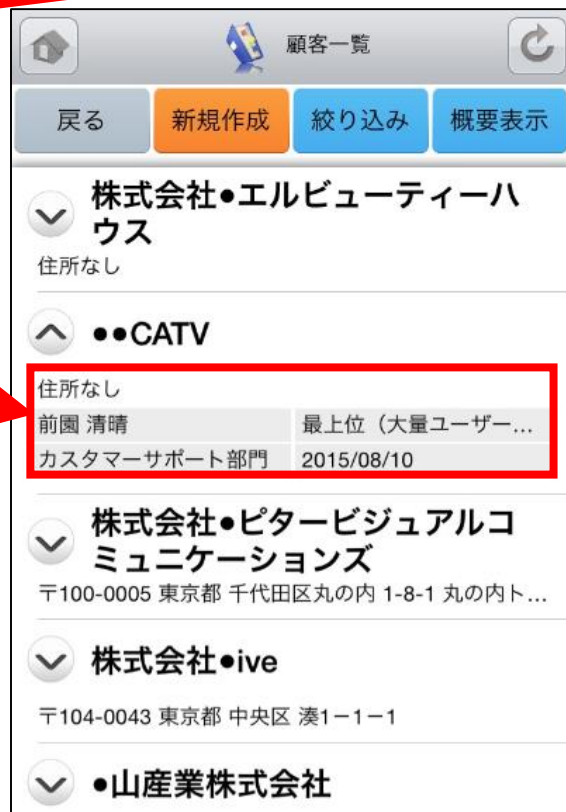 顧客一覧
戻る 新規作成 絞り込み 概要表示
株式会社●エルビューティーハ
ウス
住所なし
●●CATV
住所なし
前園 清晴 最上位（大量ユーザー...
カスタマーサポート部門 2015/08/10
株式会社●ピタービジュアルコ
ミュニケーションズ
〒100-0005 東京都 千代田区丸の内 1-8-1 丸の内ト...
株式会社●ive
〒104-0043 東京都 中央区 湊1－1－1
●山産業株式会社